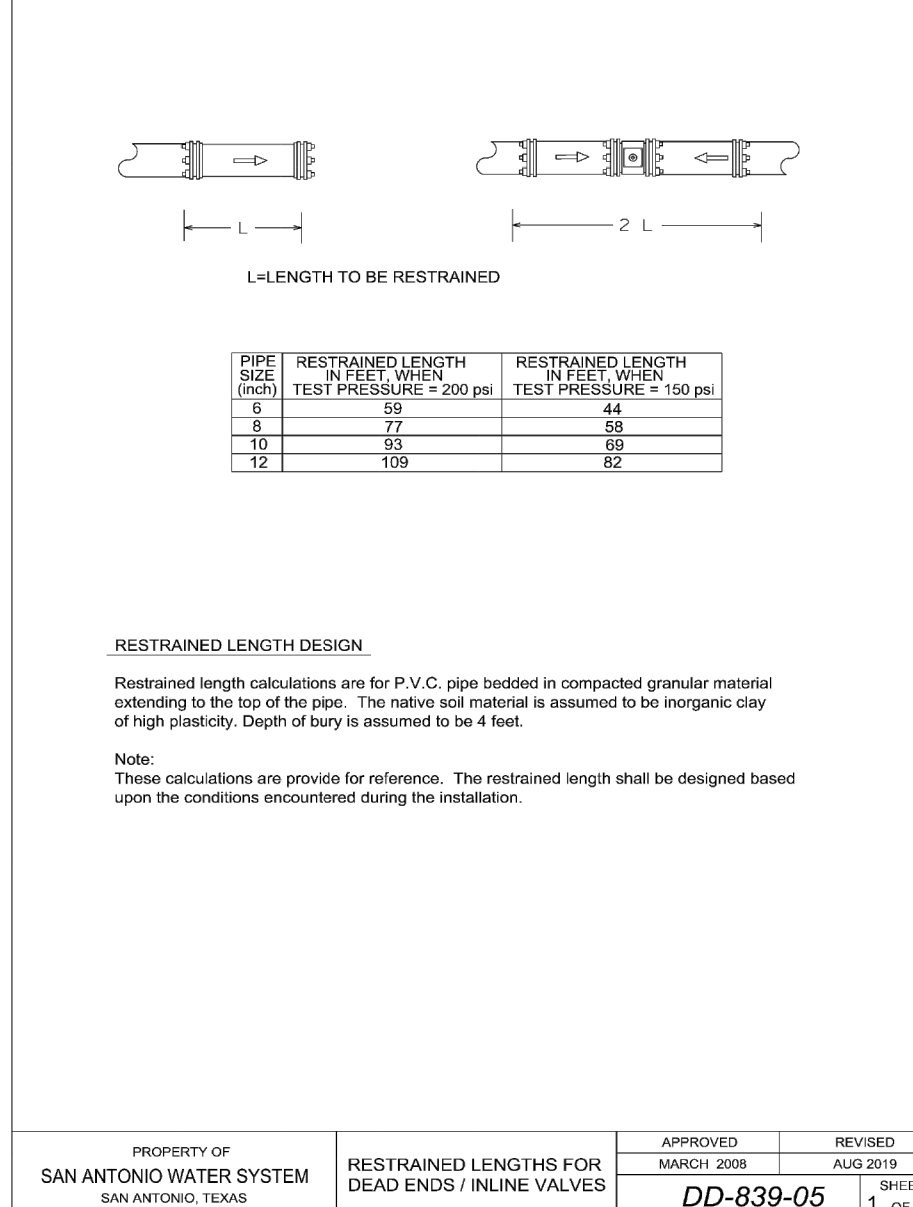 L
2 L
L=LENGTH TO BE RESTRAINED
PIPE SIZE (inch) RESTRAINED LENGTH IN FEET, WHEN TEST PRESSURE = 200 psi RESTRAINED LENGTH IN FEET, WHEN TEST PRESSURE = 150 psi
6 59 44
8 77 58
10 93 69
12 109 82
RESTRAINED LENGTH DESIGN
Restrained length calculations are for P.V.C. pipe bedded in compacted granular material
extending to the top of the pipe. The native soil material is assumed to be inorganic clay
of high plasticity. Depth of bury is assumed to be 4 feet.
Note:
These calculations are provide for reference. The restrained length shall be designed based
upon the conditions encountered during the installation.
PROPERTY OF
SAN ANTONIO WATER SYSTEM
SAN ANTONIO, TEXAS
RESTRAINED LENGTHS FOR
DEAD ENDS / INLINE VALVES
APPROVED REVISED
MARCH 2008 AUG 2019
DD-839-05
1 OF